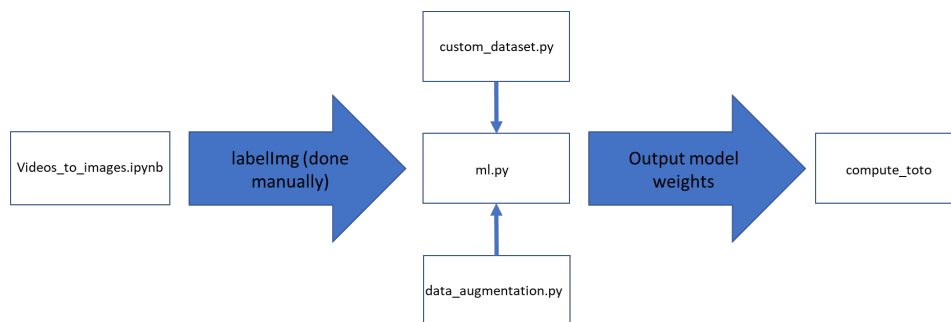 custom_dataset.py
Videos_to_images.ipynb
labelImg (done
manually)
ml.py
Output model
weights
compute_toto
data_augmentation.py